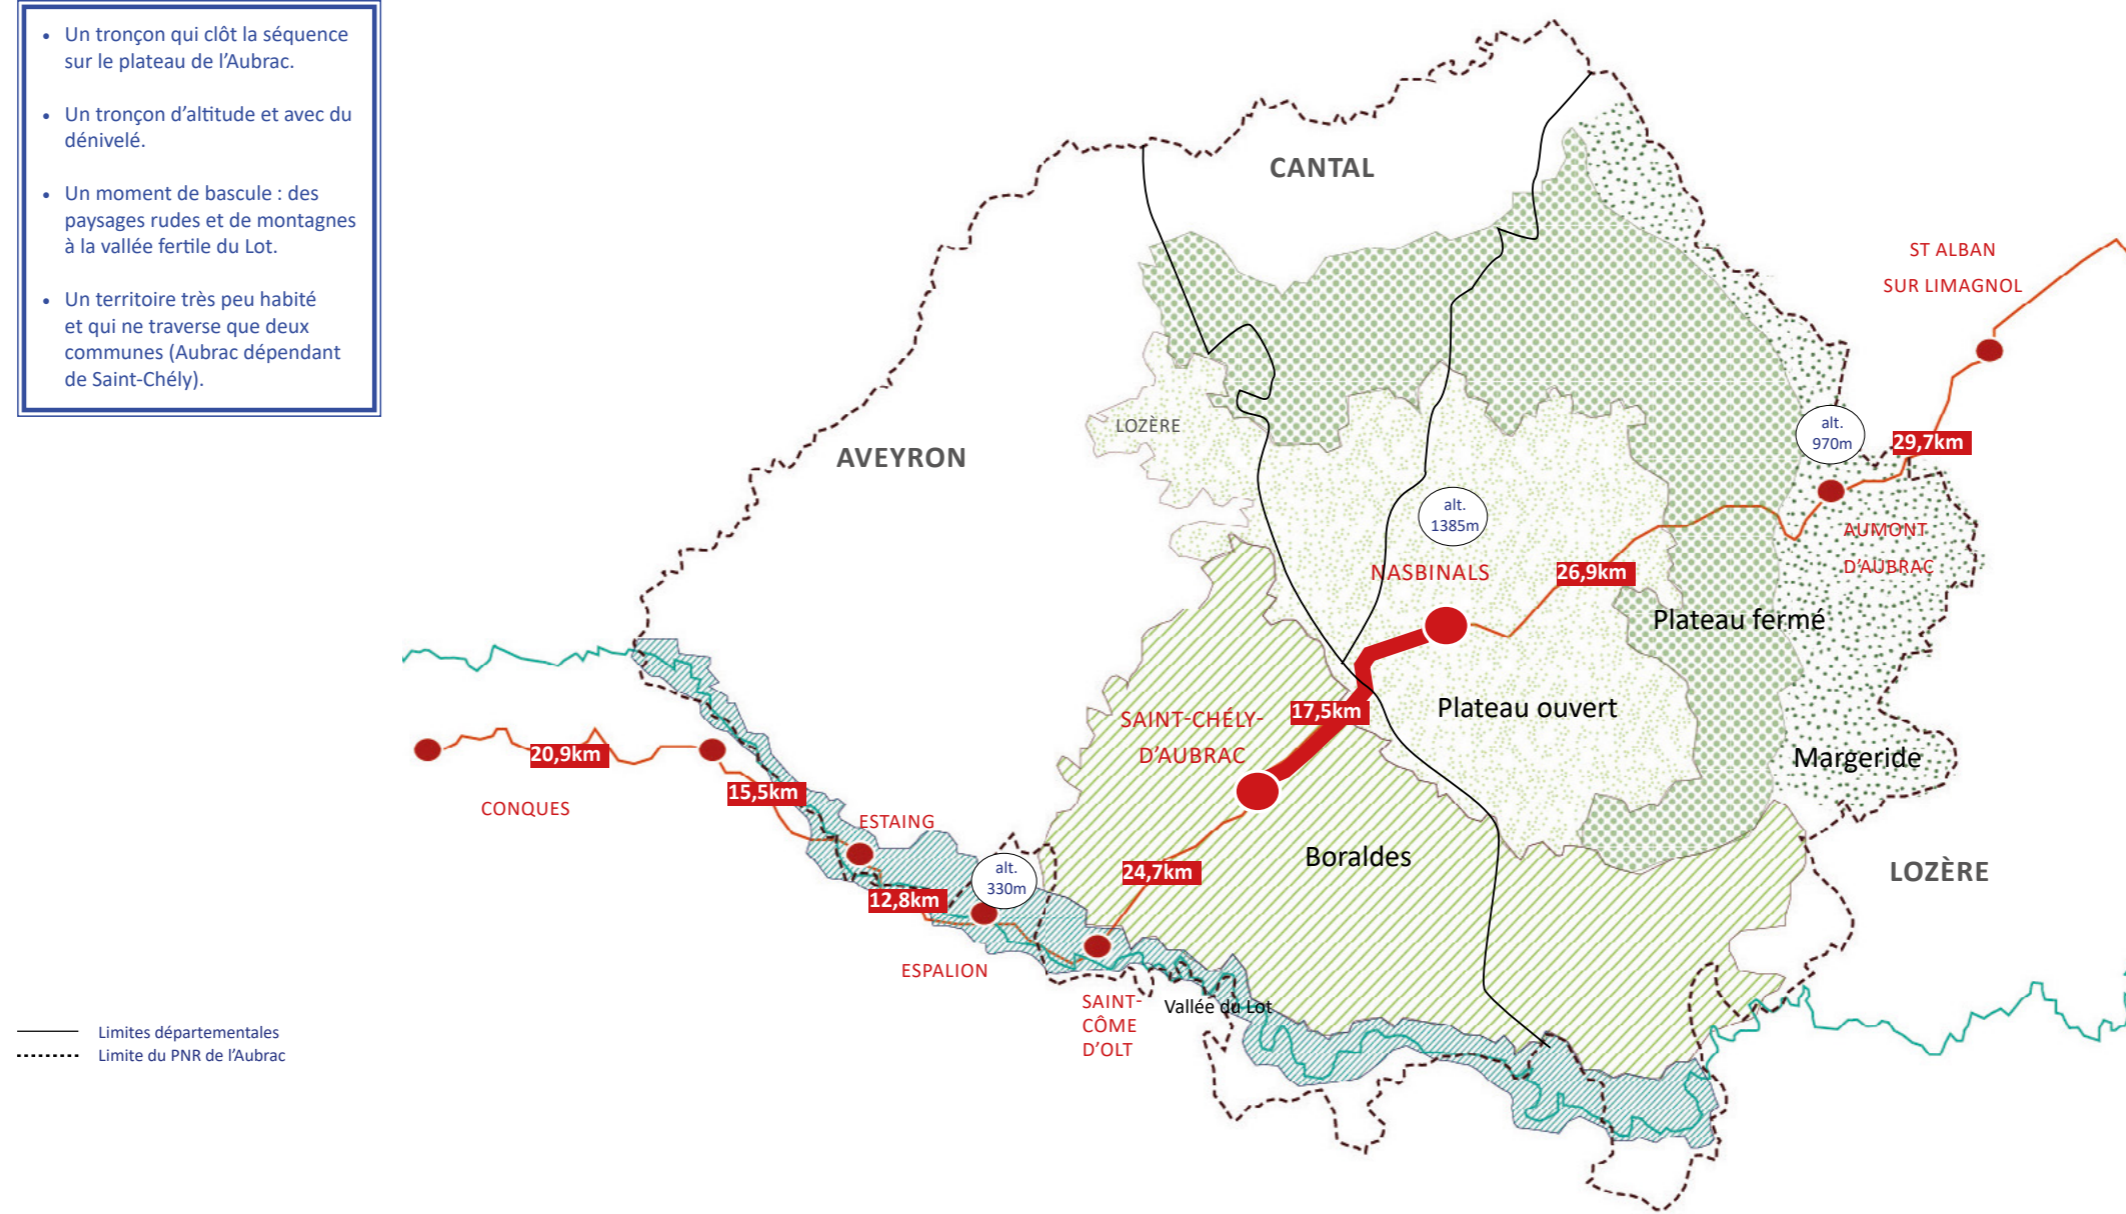 • Un tronçon qui clôt la séquence
sur le plateau de l’Aubrac.
• Un tronçon d’altitude et avec du
dénivelé.
• Un moment de bascule : des
paysages rudes et de montagnes
à la vallée fertile du Lot.
• Un territoire très peu habité
et qui ne traverse que deux
communes (Aubrac dépendant
de Saint-Chély).
CANTAL
ST ALBAN
SUR LIMAGNOL
LOZÈRE
AVEYRON
alt.
970m
29,7km
alt.
1385m
AUMONT
D’AUBRAC
NASBINALS
26,9km
Plateau fermé
SAINT-CHÉLY-
D’AUBRAC
17,5km
Plateau ouvert
Margeride
20,9km
15,5km
CONQUES
ESTAING
Boraldes
24,7km
LOZÈRE
alt.
330m
12,8km
ESPALION
SAINT-
CÔME
D’OLT
Vallée du Lot
Limites départementales
Limite du PNR de l’Aubrac